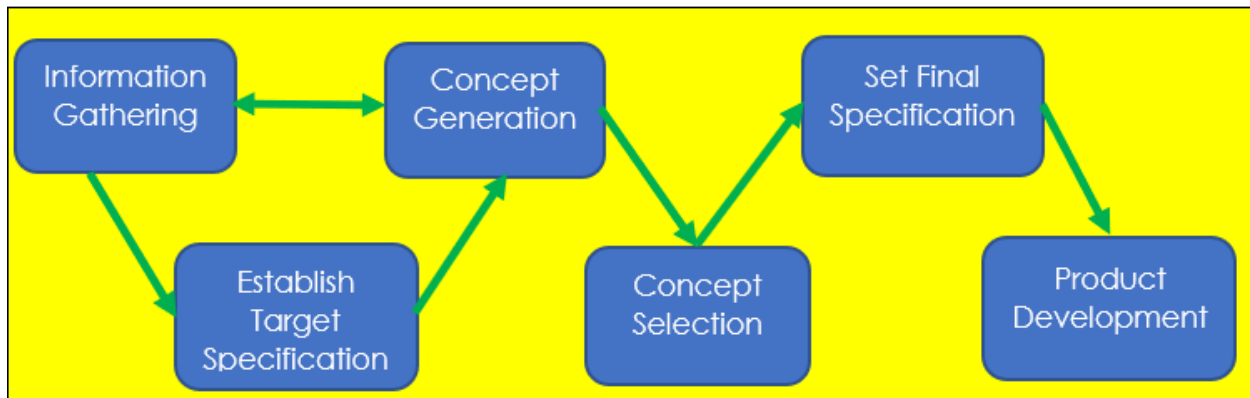 Information
Gathering
Concept
Generation
Set Final
Specification
Establish
Target
Specification
Concept
Selection
Product
Development